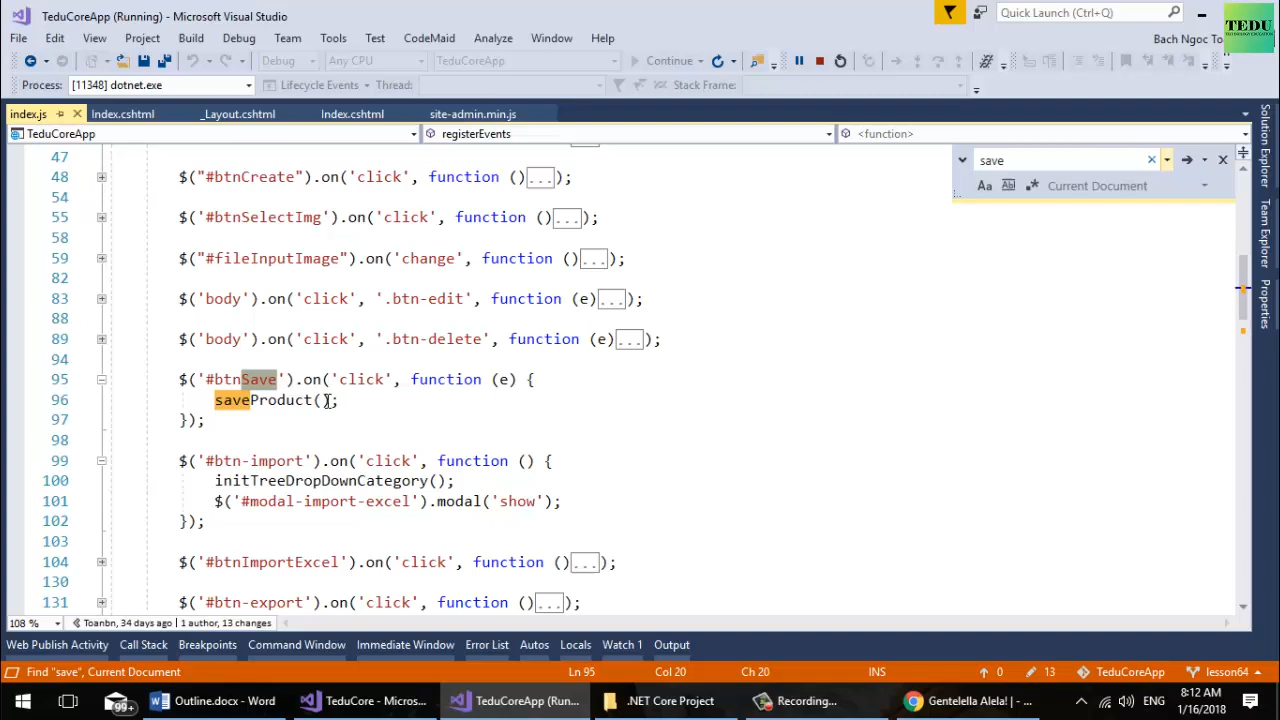 TeduCoreApp (Running) - Microsoft Visual Studio
Quick Launch (Ctrl+Q)
TEDU
File Edit View Project Build Debug Team Tools Test CodeMaid Analyze Window Help
Bach Ngoc To
Debug Any CPU TeduCoreApp Continue
Process: [11348] dotnet.exe Lifecycle Events Thread: Stack Frame:
index.js Index.cshtml _Layout.cshtml Index.cshtml site-admin.min.js
TeduCoreApp registerEvents <function>
save
Aa Ab Current Document
Solution Explorer
Team Explorer
Properties
47
48 $("#btnCreate").on('click', function ()...);
54
55 $("#btnSelectImg').on('click', function ()...);
58
59 $("#fileInputImage").on('change', function ()...);
82
83 $('body').on('click', '.btn-edit', function (e)...);
88
89 $('body').on('click', '.btn-delete', function (e)...);
94
95 $('#btnSave').on('click', function (e) {
96 saveProduct();
97 });
98
99 $('#btn-import').on('click', function () {
100 initTreeDropDownCategory();
101 $('#modal-import-excel').modal('show');
102 });
103
104 $('#btnImportExcel').on('click', function ()...);
130
131 $('#btn-export').on('click', function ()...);
108 % Toanbn, 34 days ago | 1 author, 13 changes
Web Publish Activity Call Stack Breakpoints Command Window Immediate Window Error List Autos Locals Watch 1 Output
Find "save", Current Document Ln 95 Col 20 Ch 20 INS 0 13 TeduCoreApp lesson64
99+ Outline.docx - Word TeduCore - Micros... TeduCoreApp (Run... .NET Core Project Recording... Gentelella Alela! | - ... ENG 8:12 AM
1/16/2018